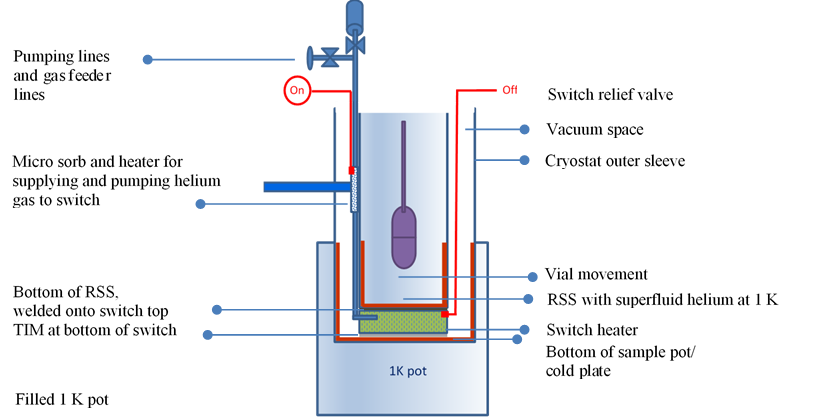 Pumping lines
and gas feeder
lines
On
Off
Switch relief valve
Vacuum space
Cryostat outer sleeve
Micro sorb and heater for
supplying and pumping helium
gas to switch
Vial movement
RSS with superfluid helium at 1 K
Bottom of RSS,
welded onto switch top
TIM at bottom of switch
Switch heater
Bottom of sample pot/
cold plate
1K pot
Filled 1 K pot